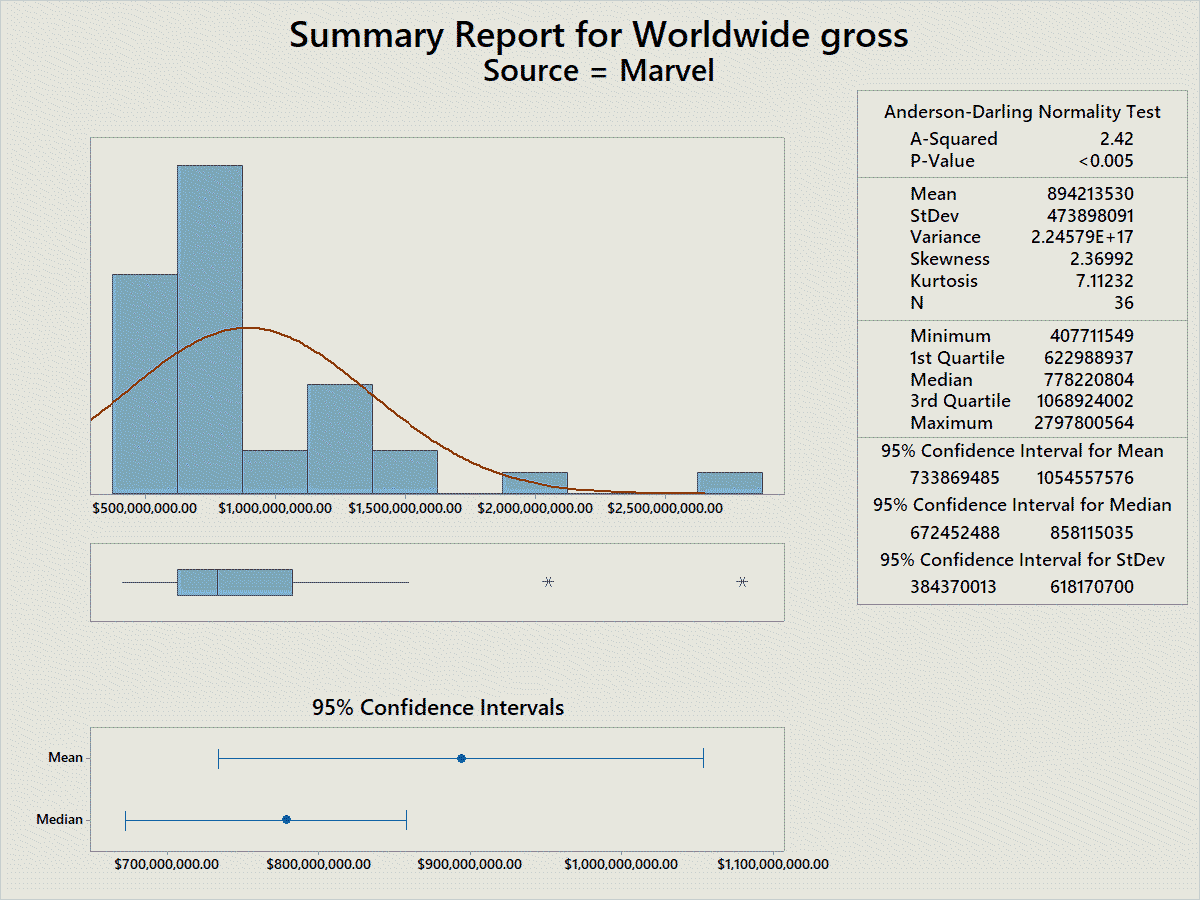 Summary Report for Worldwide gross
Source = Marvel
$500,000,000.00 $1,000,000,000.00 $1,500,000,000.00 $2,000,000,000.00 $2,500,000,000.00
95% Confidence Intervals
Mean
Median
$700,000,000.00 $800,000,000.00 $900,000,000.00 $1,000,000,000.00 $1,100,000,000.00
Anderson-Darling Normality Test
A-Squared 2.42
P-Value <0.005
Mean 894213530
StDev 473898091
Variance 2.24579E+17
Skewness 2.36992
Kurtosis 7.11232
N 36
Minimum 407711549
1st Quartile 622988937
Median 778220804
3rd Quartile 1068924002
Maximum 2797800564
95% Confidence Interval for Mean
733869485 1054557576
95% Confidence Interval for Median
672452488 858115035
95% Confidence Interval for StDev
384370013 618170700